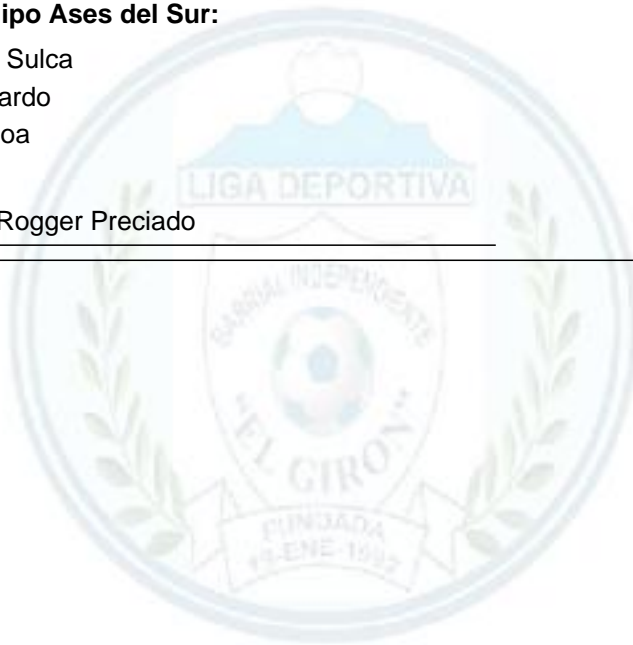 ipo Ases del Sur:
Sulca
ardo
oa
Rogger Preciado
LIGA DEPORTIVA
BARRIAL INDEPENDIENTE
"EL GIRON"
FUNDADA